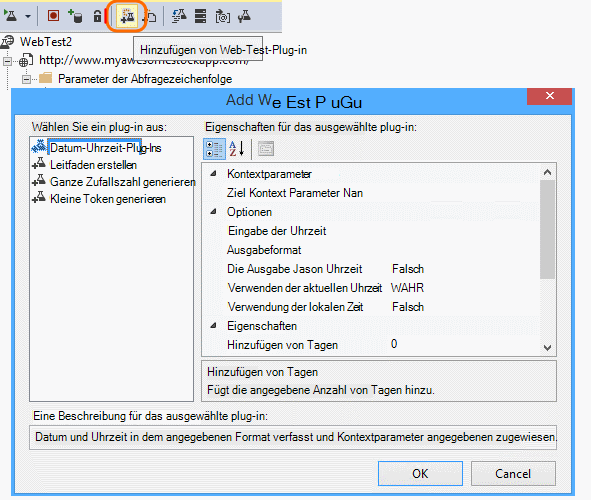 Hinzufügen von Web-Test-Plug-in
WebTest2
http://www.myawesomestockapp.com/
Parameter der Abfragezeichenfolge
Add We Est P uGu
Wählen Sie ein plug-in aus:
Datum-Uhrzeit-Plug-Ins
Leitfaden erstellen
Ganze Zufallszahl generieren
Kleine Token generieren
Eigenschaften für das ausgewählte plug-in:
Kontextparameter
Ziel Kontext Parameter Nan
Optionen
Eingabe der Uhrzeit
Ausgabeformat
Die Ausgabe Jason Uhrzeit Falsch
Verwenden der aktuellen Uhrzeit WAHR
Verwendung der lokalen Zeit Falsch
Eigenschaften
Hinzufügen von Tagen 0
Hinzufügen von Tagen
Fügt die angegebene Anzahl von Tagen hinzu.
Eine Beschreibung für das ausgewählte plug-in:
Datum und Uhrzeit in dem angegebenen Format verfasst und Kontextparameter angegebenen zugewiesen.
OK Cancel